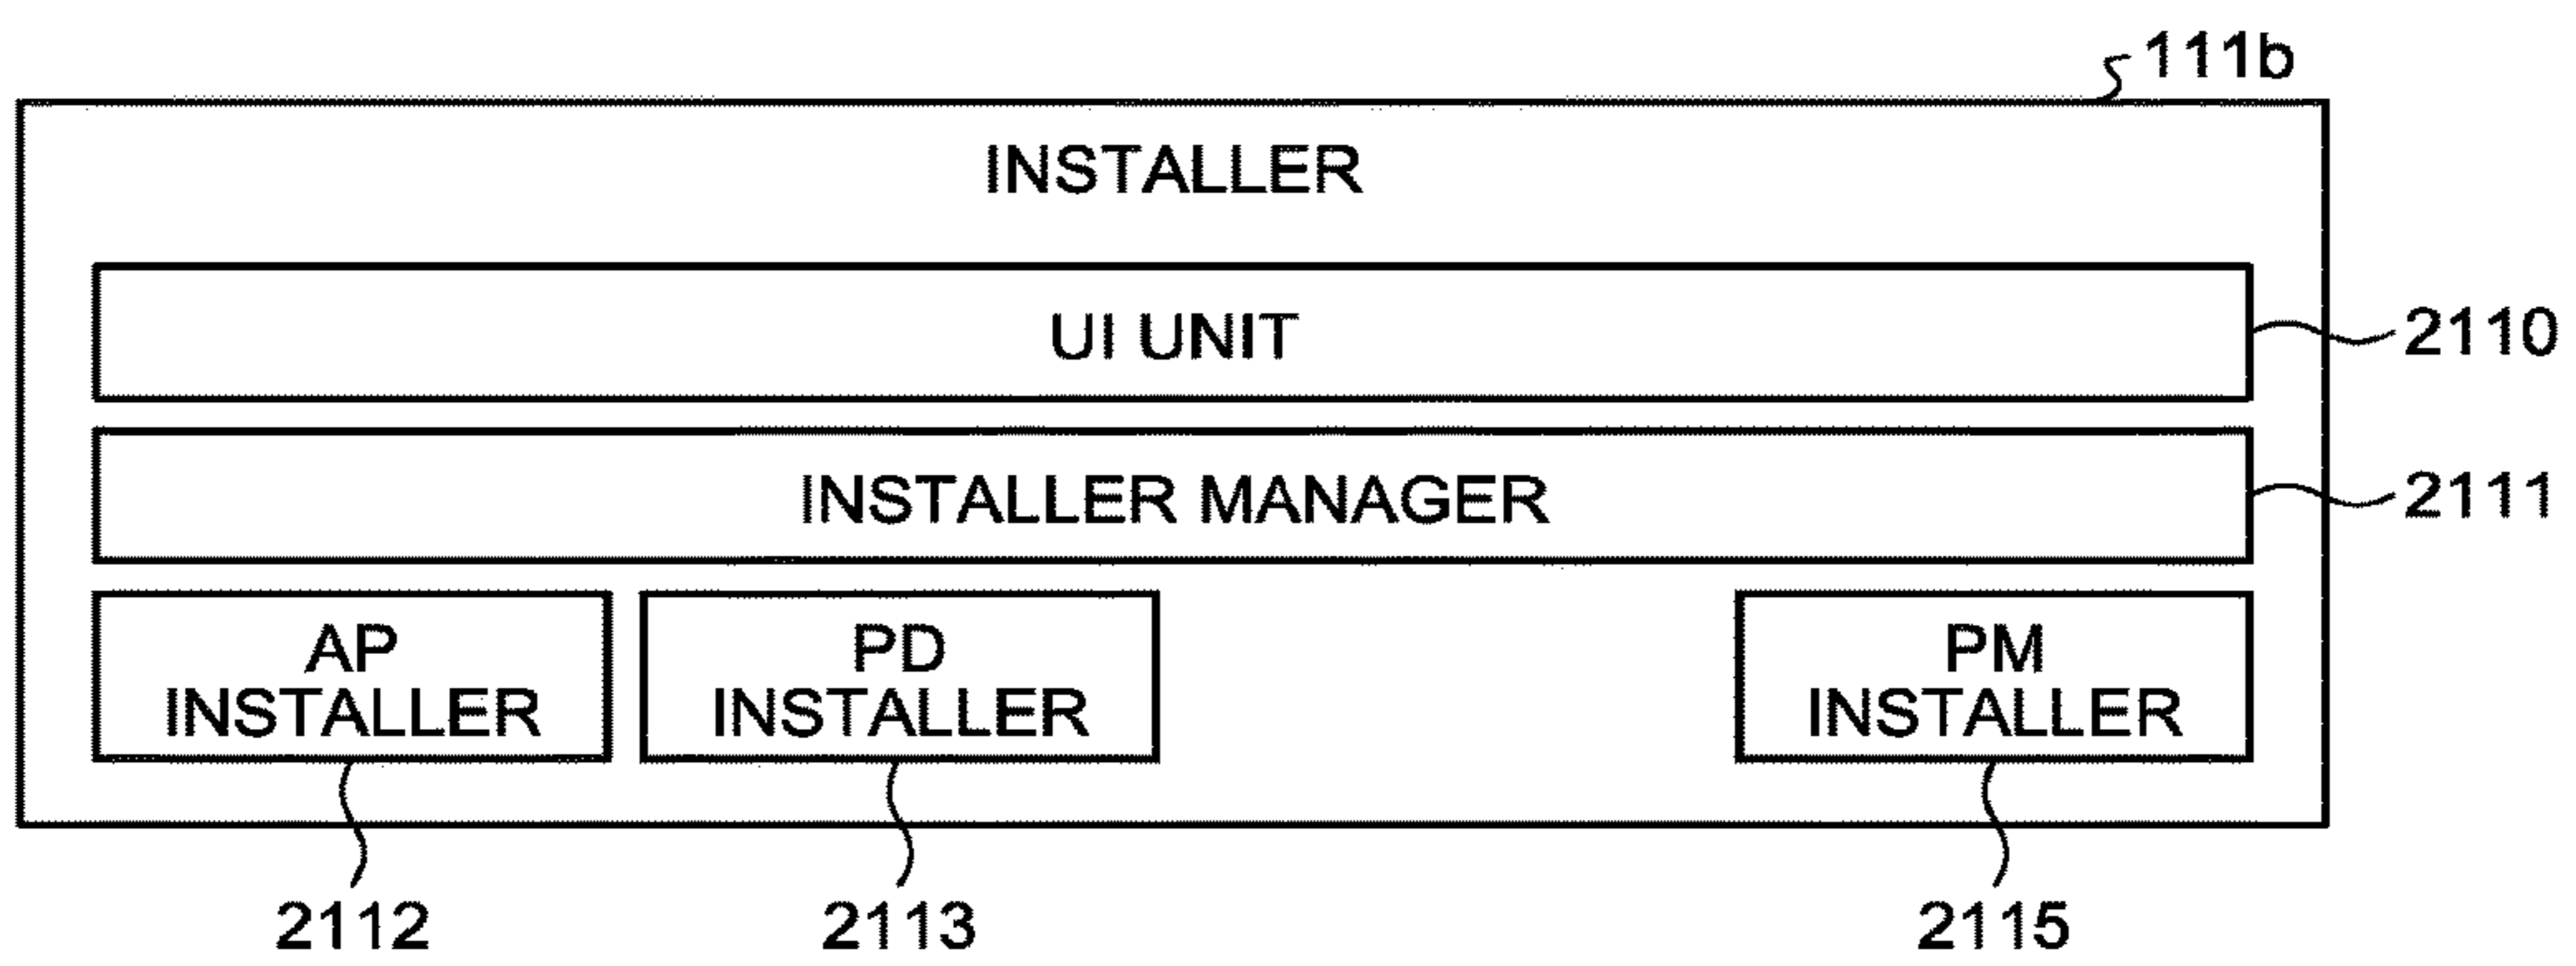 111b
INSTALLER
UI UNIT
2110
INSTALLER MANAGER
2111
AP
INSTALLER
PD
INSTALLER
PM
INSTALLER
2112
2113
2115